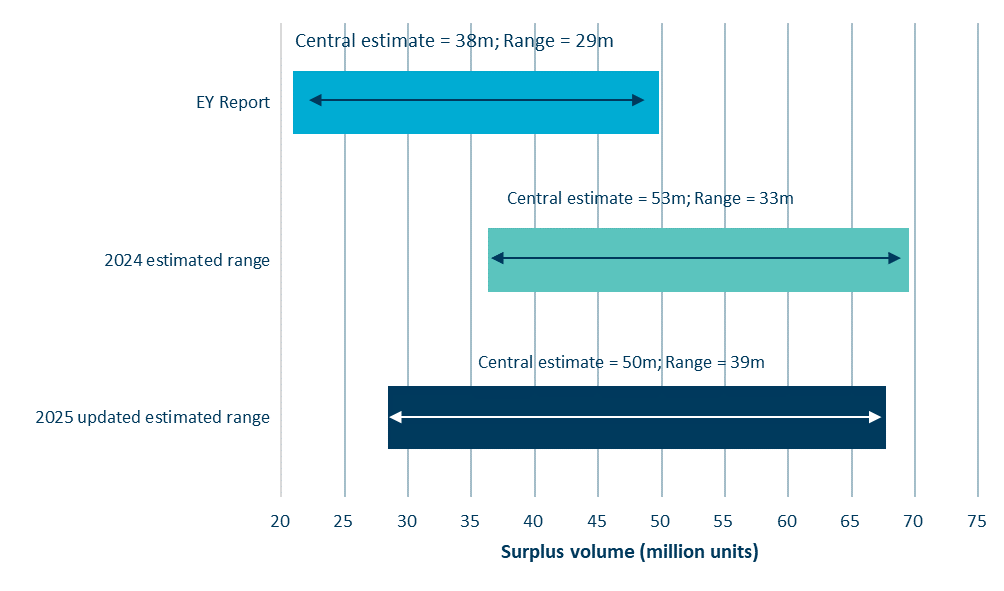 Central estimate = 38m; Range = 29m
EY Report
Central estimate = 53m; Range = 33m
2024 estimated range
Central estimate = 50m; Range = 39m
2025 updated estimated range
20 25 30 35 40 45 50 55 60 65 70 75
Surplus volume (million units)